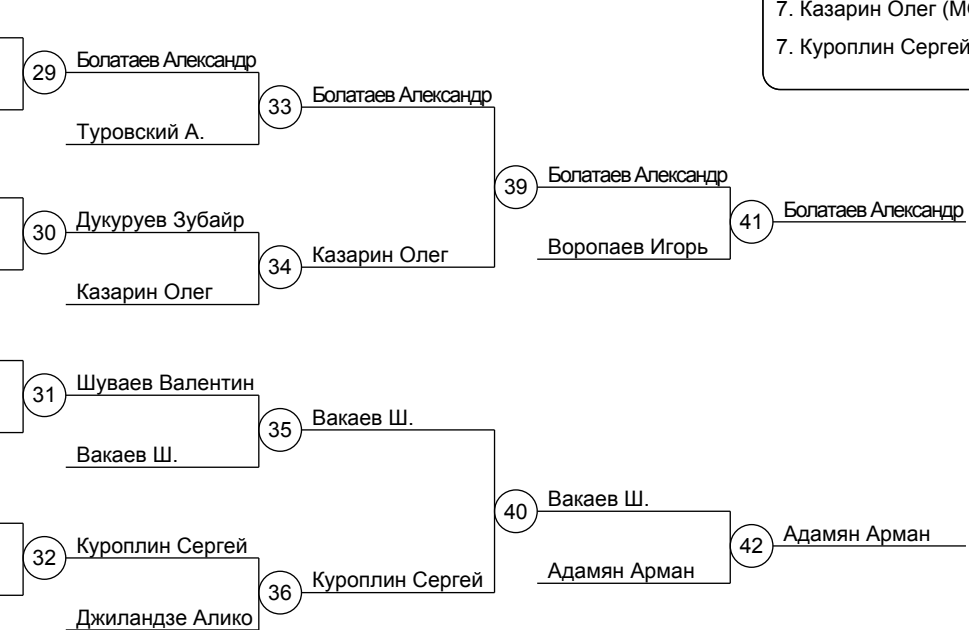 7. Казарин Олег
7. Куроплин Сергей
29
Болатаев Александр
Туровский А.
33
Болатаев Александр
30
Дукуруев Зубайр
Казарин Олег
34
Казарин Олег
39
Болатаев Александр
Воропаев Игорь
41
Болатаев Александр
31
Шуваев Валентин
Вакаев Ш.
35
Вакаев Ш.
32
Куроплин Сергей
Джиландзе Алико
36
Куроплин Сергей
40
Вакаев Ш.
Адамян Арман
42
Адамян Арман